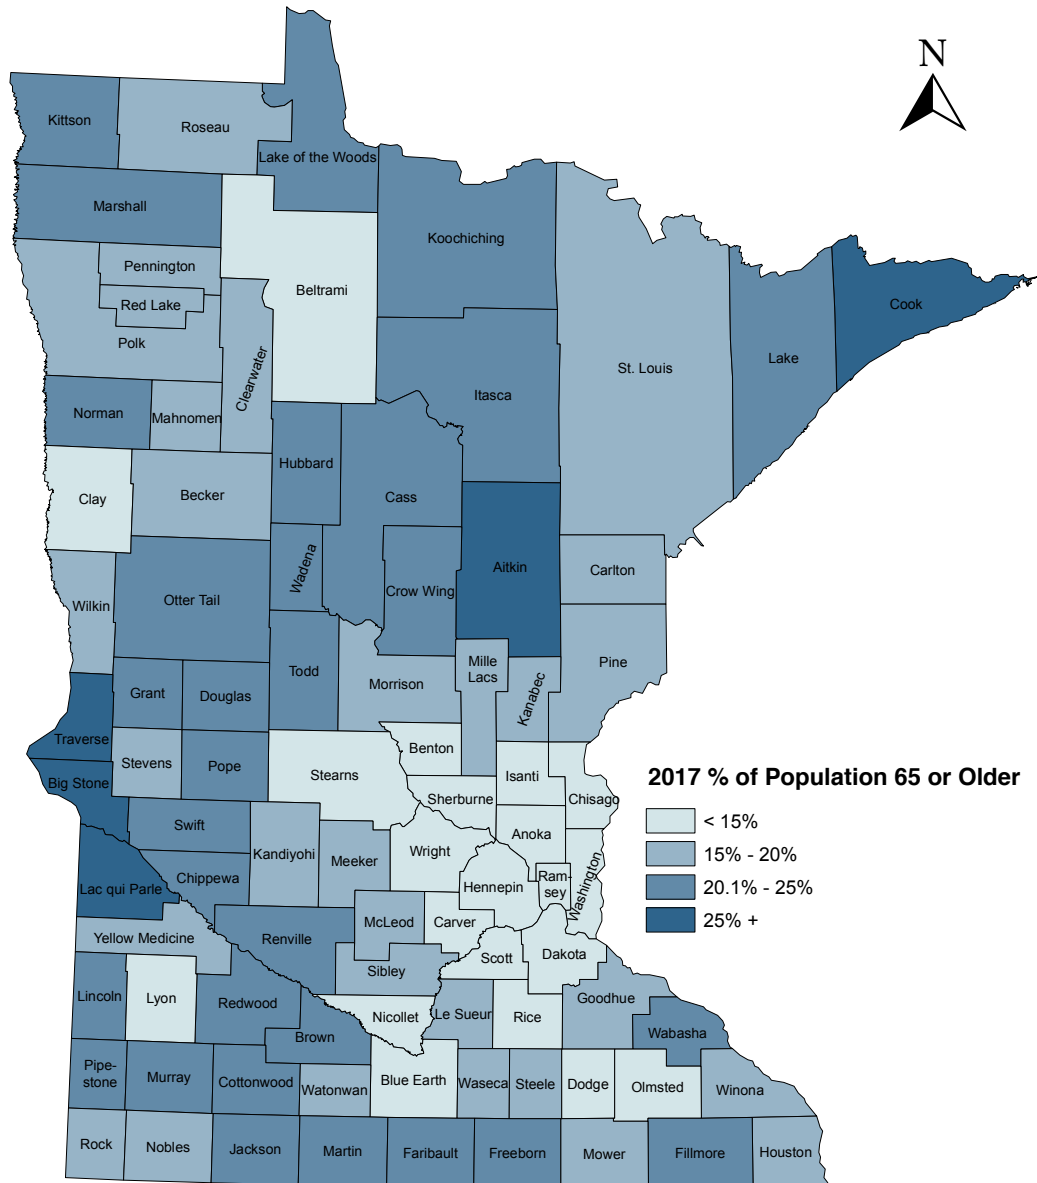 N
Kittson
Roseau
Lake of the Woods
Marshall
Koochiching
Pennington
Beltrami
Red Lake
Cook
Polk
Lake
St. Louis
Clearwater
Itasca
Norman
Mahnomen
Hubbard
Clay
Becker
Cass
Wadena
Aitkin
Carlton
Crow Wing
Otter Tail
Wilkin
Mille
Lacs
Pine
Todd
Morrison
Kanabec
Grant
Douglas
Traverse
Benton
Stevens
Pope
Stearns
Isanti
Big Stone
Sherburne
Chisago
2017 % of Population 65 or Older
< 15%
15% - 20%
20.1% - 25%
25% +
Swift
Anoka
Kandiyohi
Meeker
Wright
Chippewa
Ram-
sey
Washington
Hennepin
Lac qui Parle
McLeod
Carver
Yellow Medicine
Renville
Scott
Dakota
Sibley
Lincoln
Lyon
Redwood
Nicollet
Le Sueur
Rice
Goodhue
Brown
Wabasha
Pipe-
stone
Murray
Cottonwood
Watonwan
Blue Earth
Waseca
Steele
Dodge
Olmsted
Winona
Rock
Nobles
Jackson
Martin
Faribault
Freeborn
Mower
Fillmore
Houston